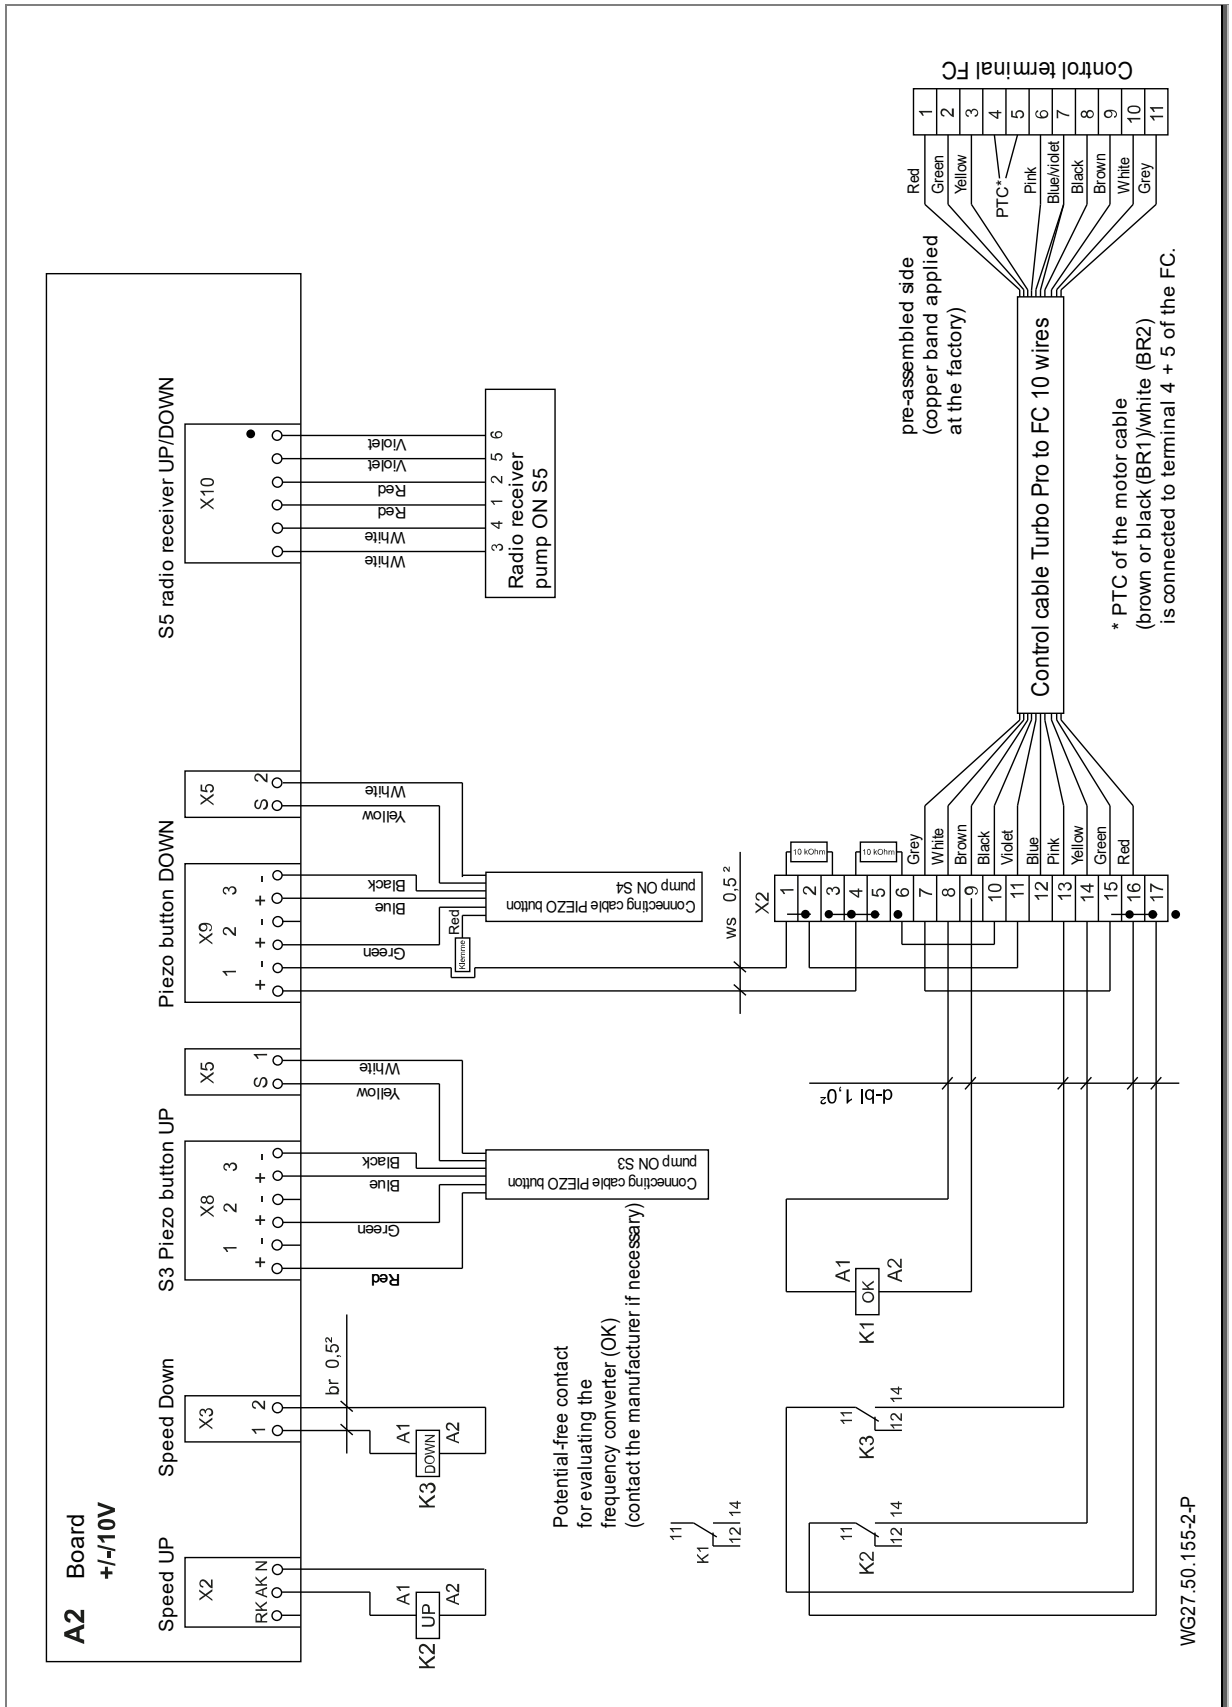 A2 Board
+/-/10V
Speed UP
X2
RK AK N
A1
UP
A2
K2
Speed Down
X3
1 2
br 0,5²
A1
DOWN
A2
K3
S3 Piezo button UP
X8
1 2 3
+ - + - + -
Red
Green
Blue
Black
X5
S 1
Yellow
White
Connecting cable PIEZO button
pump ON S3
Piezo button DOWN
X9
1 2 3
+ - + - + -
Green
Blue
Black
Klemme
Red
X5
S 2
Yellow
White
Connecting cable PIEZO button
pump ON S4
S5 radio receiver UP/DOWN
X10
White
White
Red
Red
Violet
Violet
3 4 1 2 5 6
Radio receiver
pump ON S5
Potential-free contact
for evaluating the
frequency converter (OK)
(contact the manufacturer if necessary)
11
K1
12 14
ws 0,5²
X2
10 kOhm
10 kOhm
1
2
3
4
5
6
7
8
9
10
11
12
13
14
15
16
17
Grey
White
Brown
Black
Violet
Blue
Pink
Yellow
Green
Red
d-bl 1,0²
A1
OK
A2
K1
11
K3
12 14
11
K2
12 14
Control cable Turbo Pro to FC 10 wires
pre-assembled side
(copper band applied
at the factory)
Red
Green
Yellow
PTC*
Pink
Blue/violet
Black
Brown
White
Grey
1
2
3
4
5
6
7
8
9
10
11
Control terminal FC
* PTC of the motor cable
(brown or black (BR1)/white (BR2)
is connected to terminal 4 + 5 of the FC.
WG27.50.155-2-P